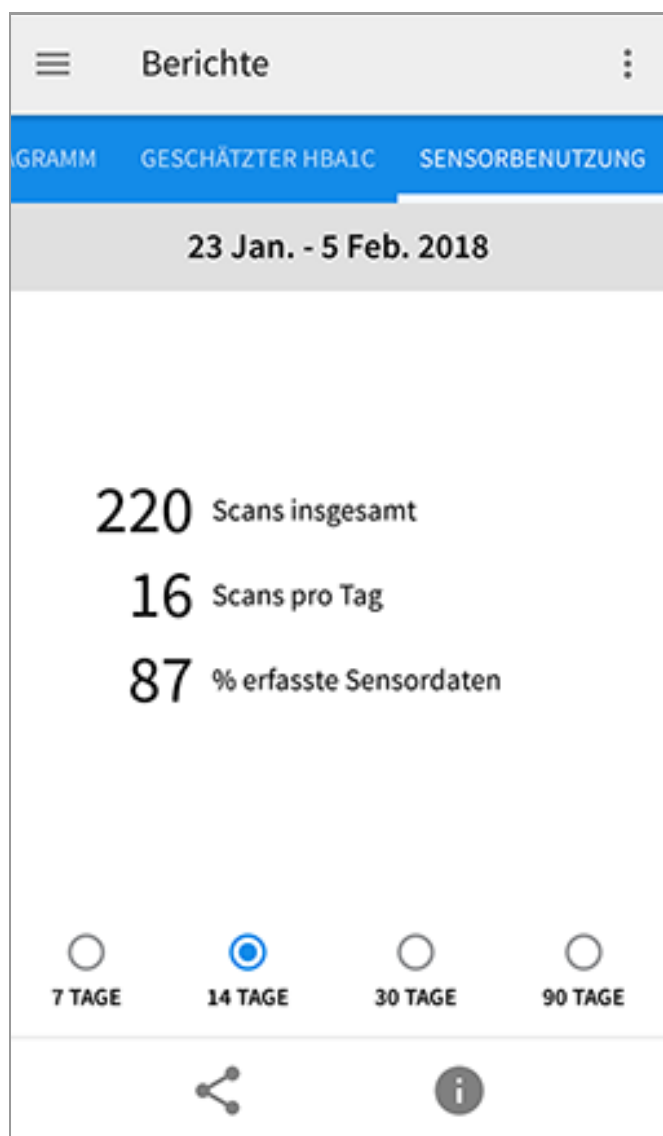 Berichte
AGRAMM GESCHÄTZTER HBA1C SENSORBENUTZUNG
23 Jan. - 5 Feb. 2018
220 Scans insgesamt
16 Scans pro Tag
87 % erfasste Sensordaten
7 TAGE 14 TAGE 30 TAGE 90 TAGE